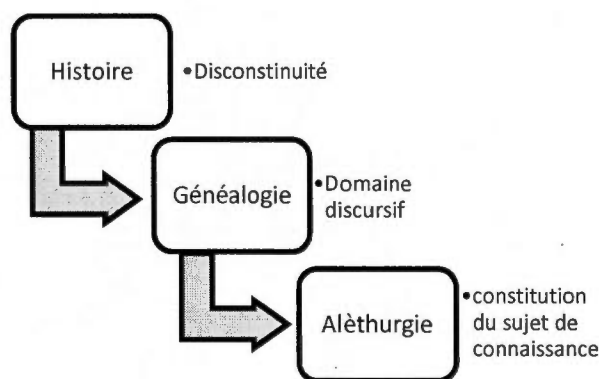 Histoire
•Disconstinuité
Généalogie
•Domaine
discursif
Alèthurgie
•constitution
du sujet de
connaissance